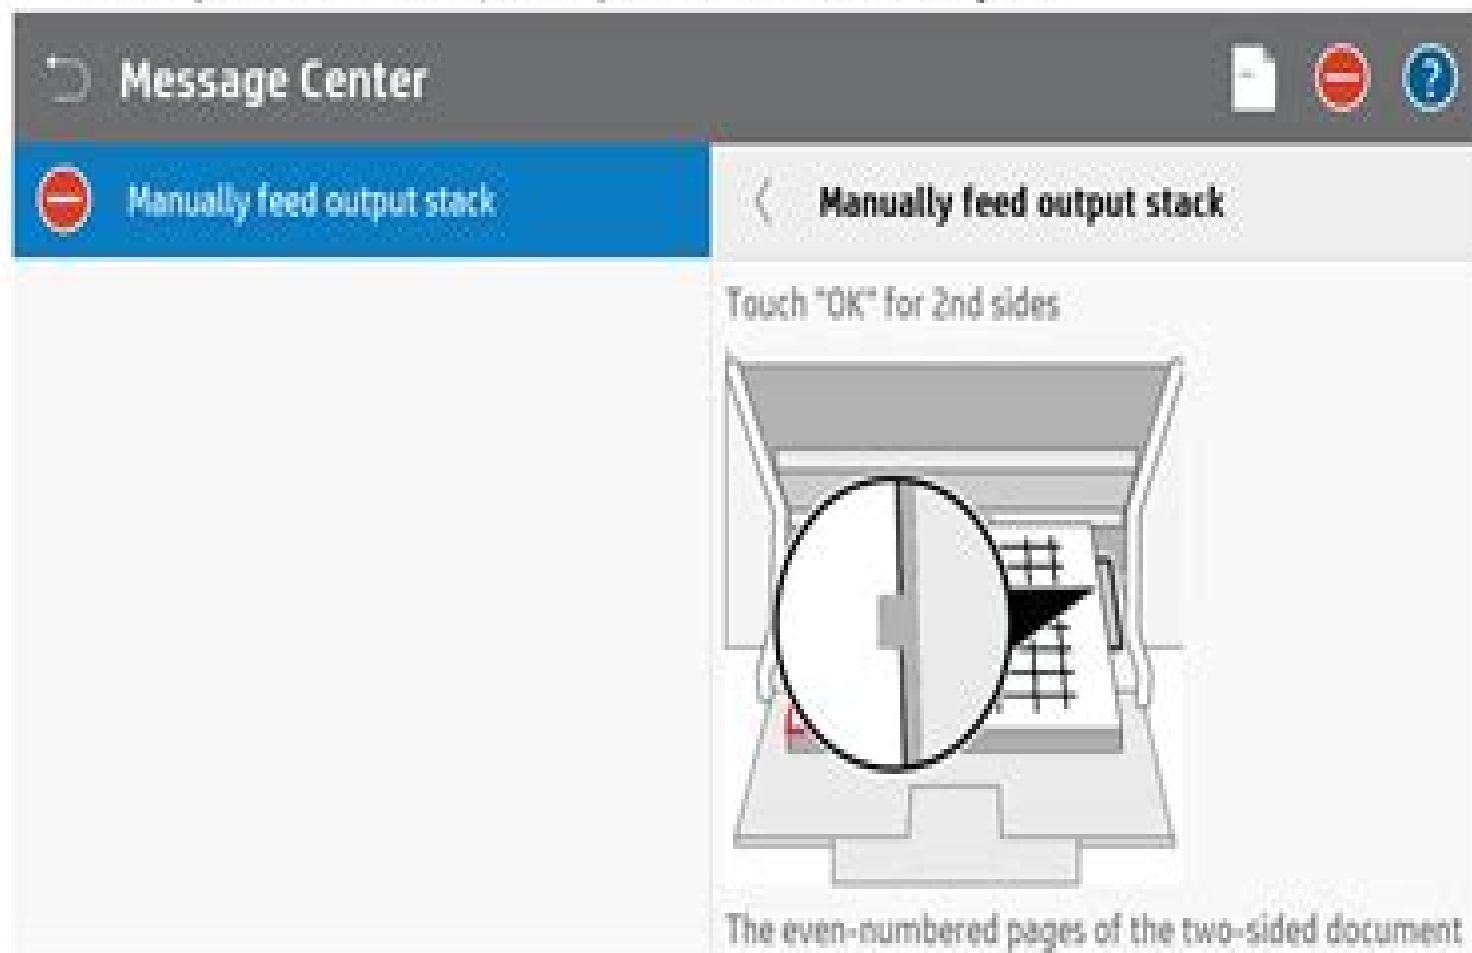 Message Center
Manually feed output stack
Manually feed output stack
Touch "OK" for 2nd sides
The even-numbered pages of the two-sided document